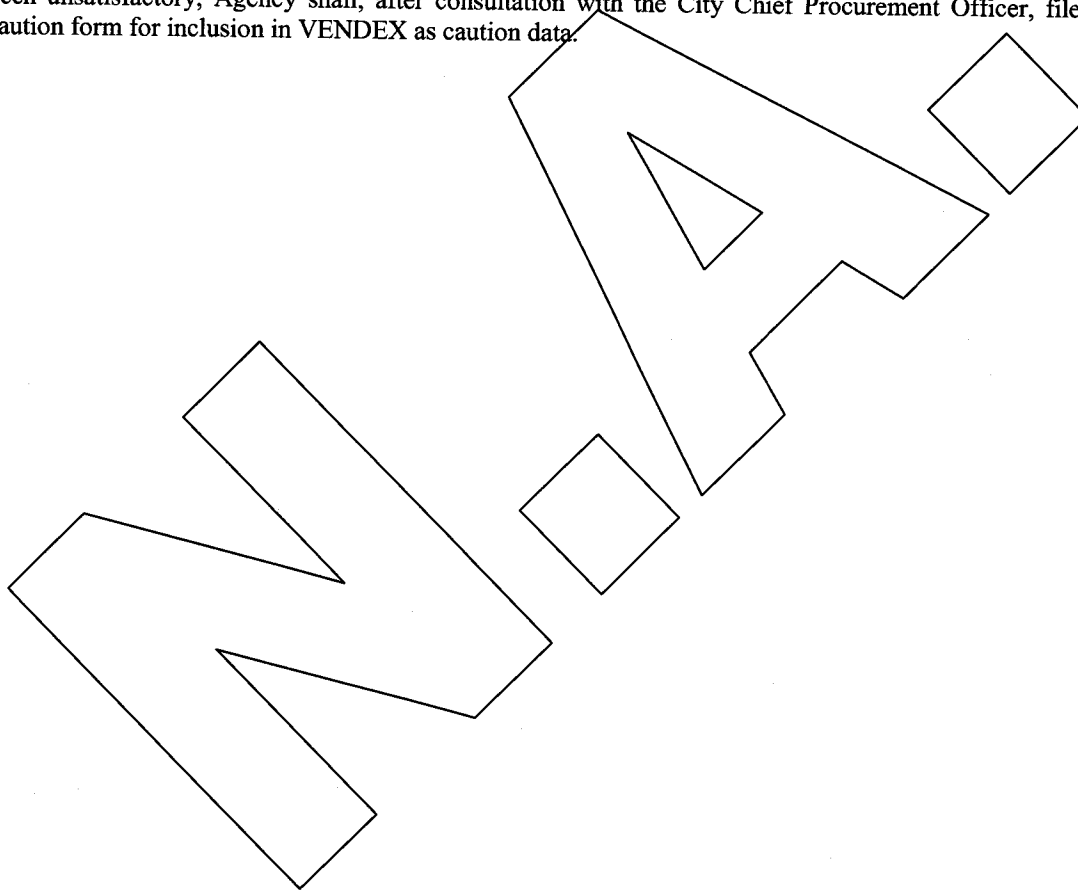 unsatisfactory, Agency shall, after consultation with the City Chief Procurement Officer, file
form for inclusion in VENDEX as caution data.
N.A.